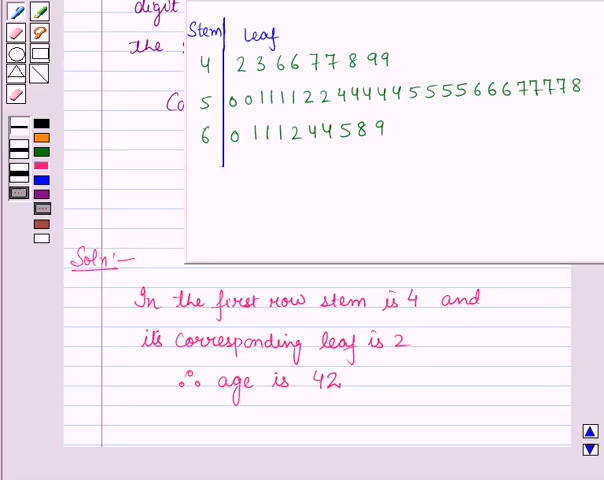 digit
the
Stem Leaf
4 2 3 6 6 7 7 8 9 9
5 0 0 1 1 1 1 2 2 4 4 4 4 4 5 5 5 5 6 6 6 7 7 7 7 8
6 0 1 1 1 2 4 4 5 8 9
Soln:-
In the first row stem is 4 and
its corresponding leaf is 2
∴ age is 42